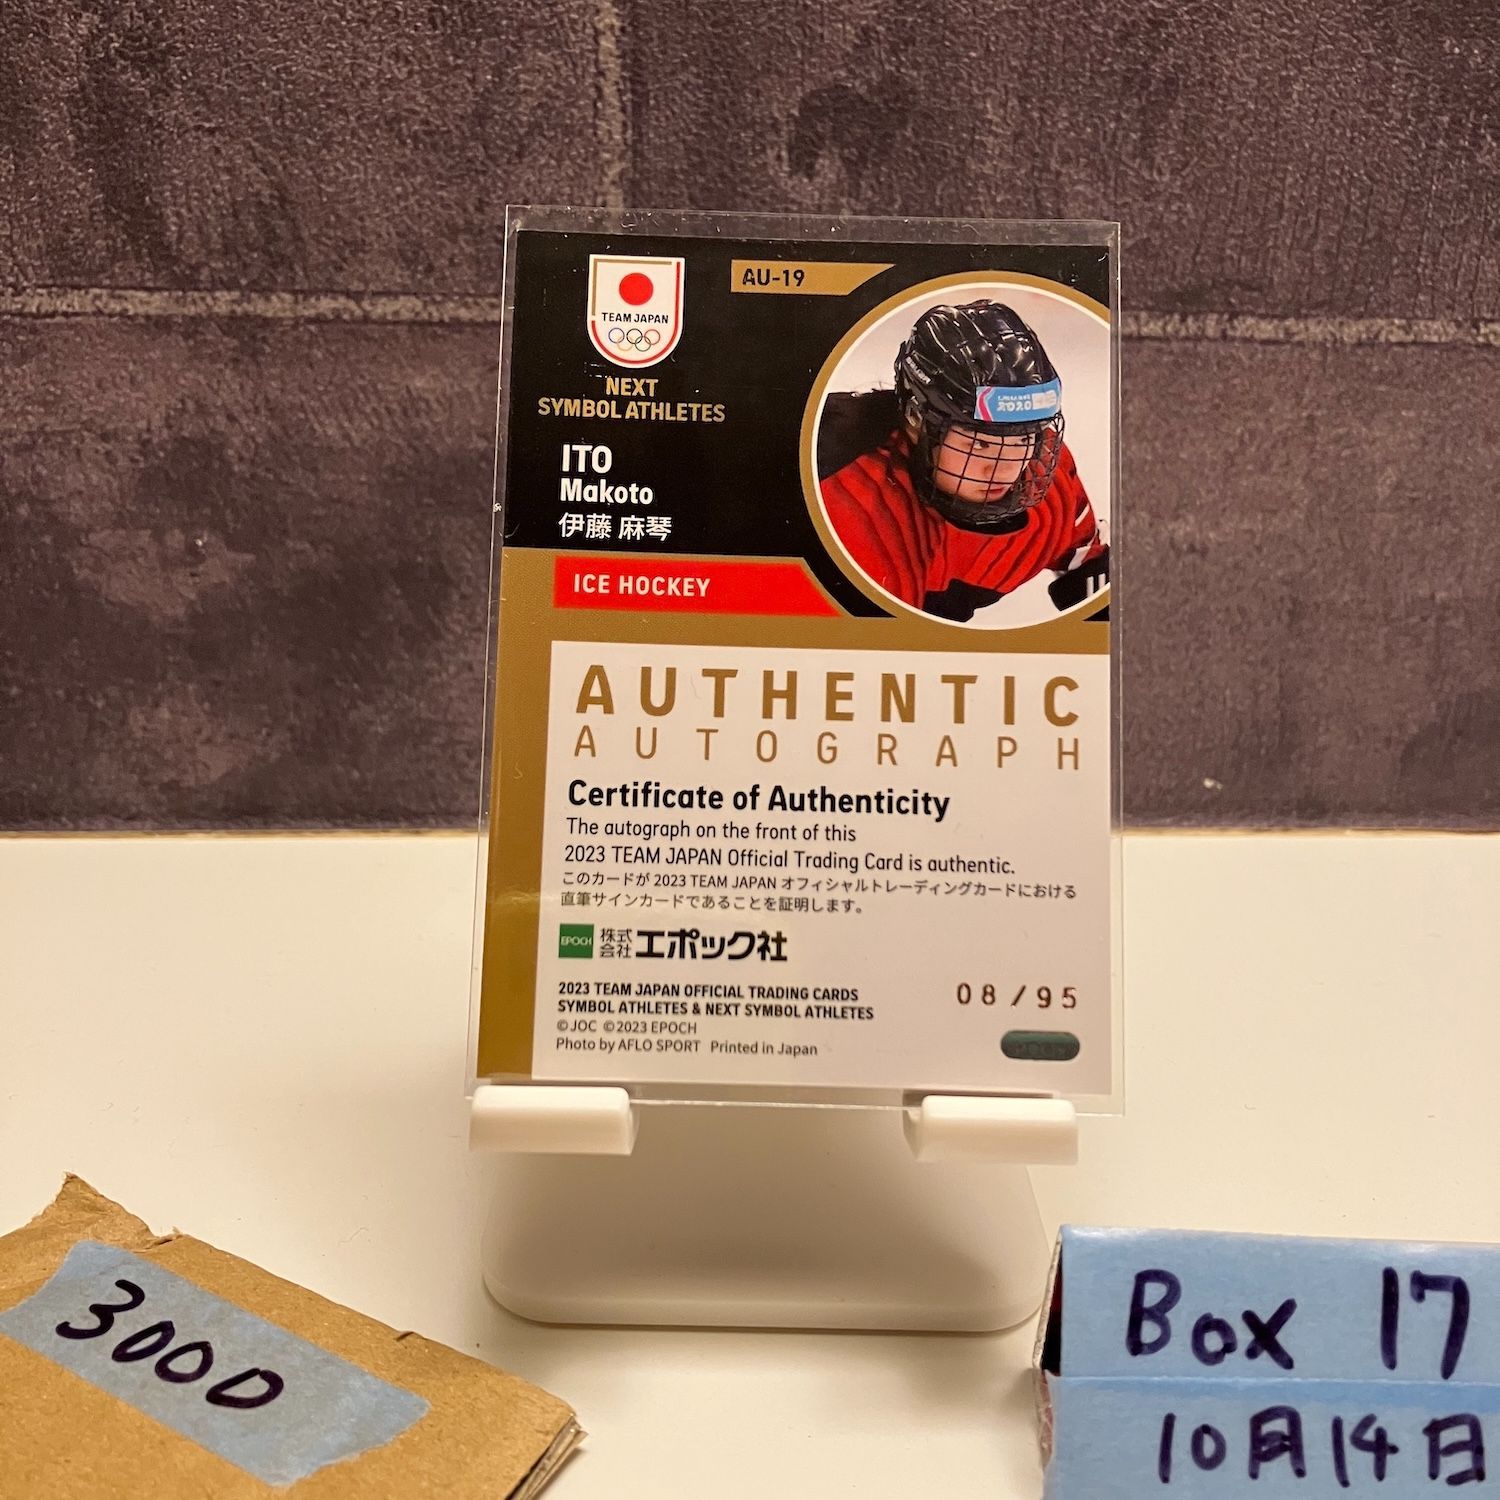 TEAM JAPAN
NEXT
SYMBOL ATHLETES
AU-19
ITO
Makoto
伊藤 麻琴
ICE HOCKEY
2020
AUTHENTIC
AUTOGRAPH
Certificate of Authenticity
The autograph on the front of this
2023 TEAM JAPAN Official Trading Card is authentic.
このカードが 2023 TEAM JAPAN オフィシャルトレーディングカードにおける
直筆サインカードであることを証明します。
EPOCH 株式会社 エポック社
2023 TEAM JAPAN OFFICIAL TRADING CARDS
SYMBOL ATHLETES & NEXT SYMBOL ATHLETES
©JOC ©2023 EPOCH
Photo by AFLO SPORT Printed in Japan
08/95
3000
Box 17
10月14日